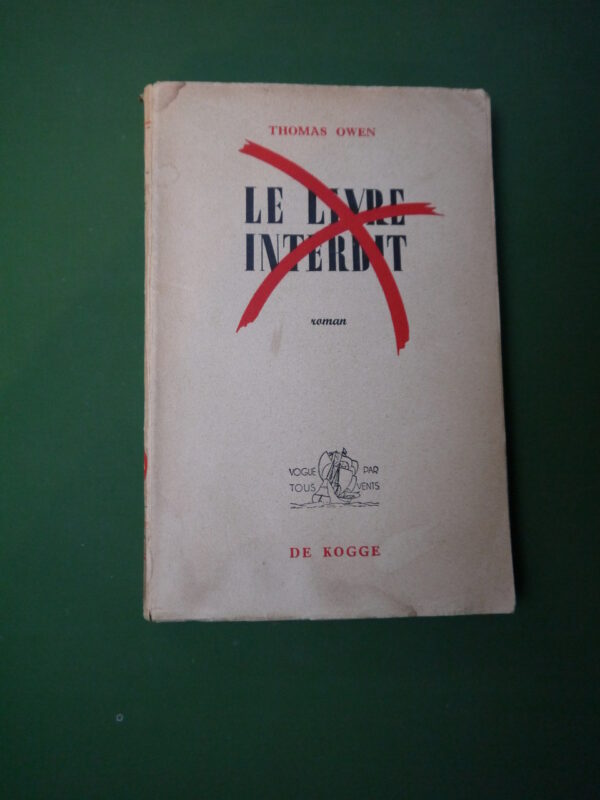 THOMAS OWEN
LE LIVRE
INTERDIT
roman
VOGUE PAR
TOUS VENTS
DE KOGGE